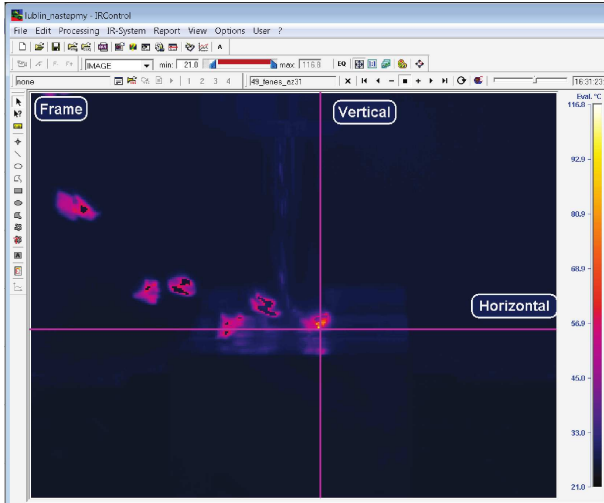 lublin_nastepmy - IRControl
File Edit Processing IR-System Report View Options User ?
IMAGE min: 21.0 max: 116.8 EQ
none 1 2 3 4 49_fenes_az31 16:31:23
Eval. °C
Frame Vertical
116.8
92.9
80.9
68.9
Horizontal
56.9
45.0
33.0
21.0